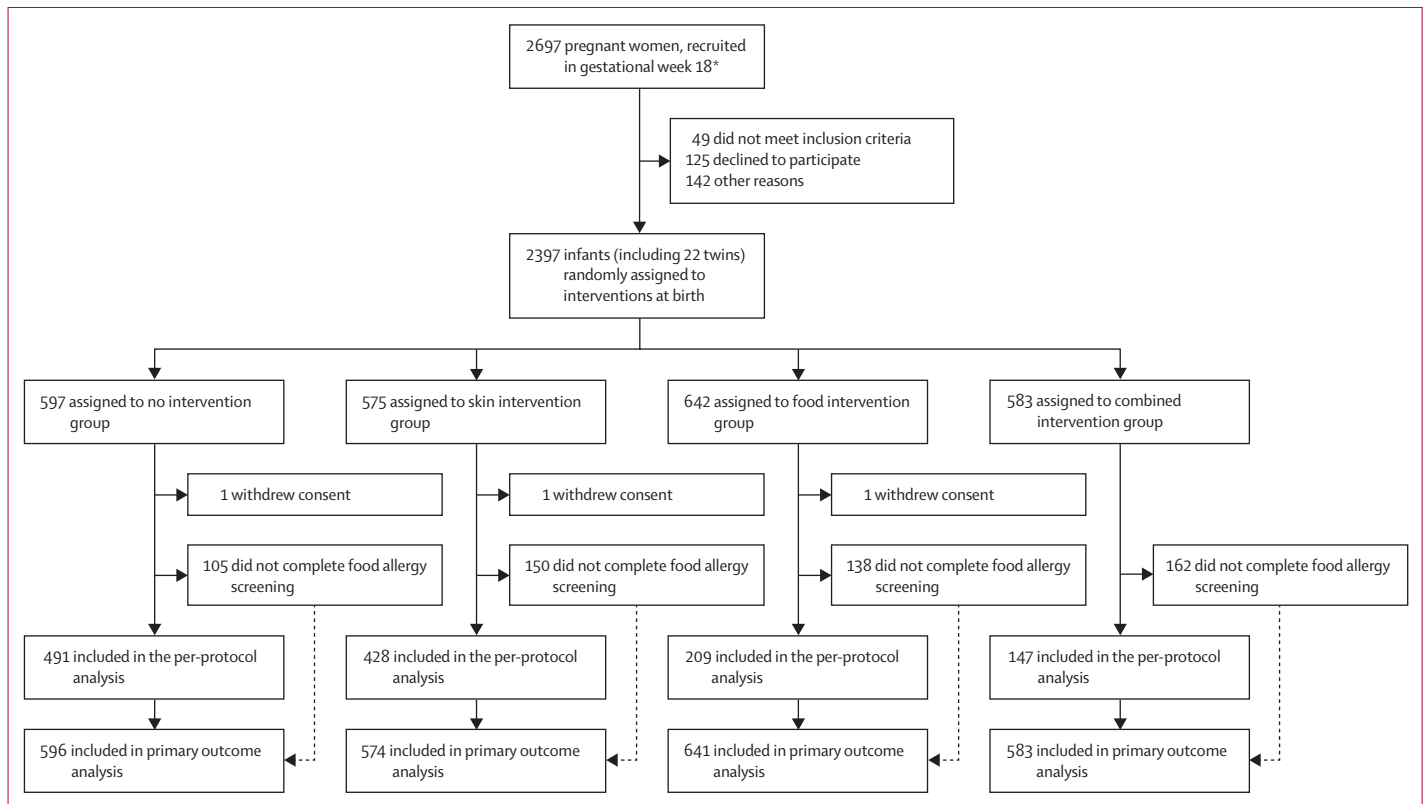 2697 pregnant women, recruited
in gestational week 18*
49 did not meet inclusion criteria
125 declined to participate
142 other reasons
2397 infants (including 22 twins)
randomly assigned to
interventions at birth
597 assigned to no intervention
group
575 assigned to skin intervention
group
642 assigned to food intervention
group
583 assigned to combined
intervention group
1 withdrew consent
1 withdrew consent
1 withdrew consent
105 did not complete food allergy
screening
150 did not complete food allergy
screening
138 did not complete food allergy
screening
162 did not complete food allergy
screening
491 included in the per-protocol
analysis
428 included in the per-protocol
analysis
209 included in the per-protocol
analysis
147 included in the per-protocol
analysis
596 included in primary outcome
analysis
574 included in primary outcome
analysis
641 included in primary outcome
analysis
583 included in primary outcome
analysis